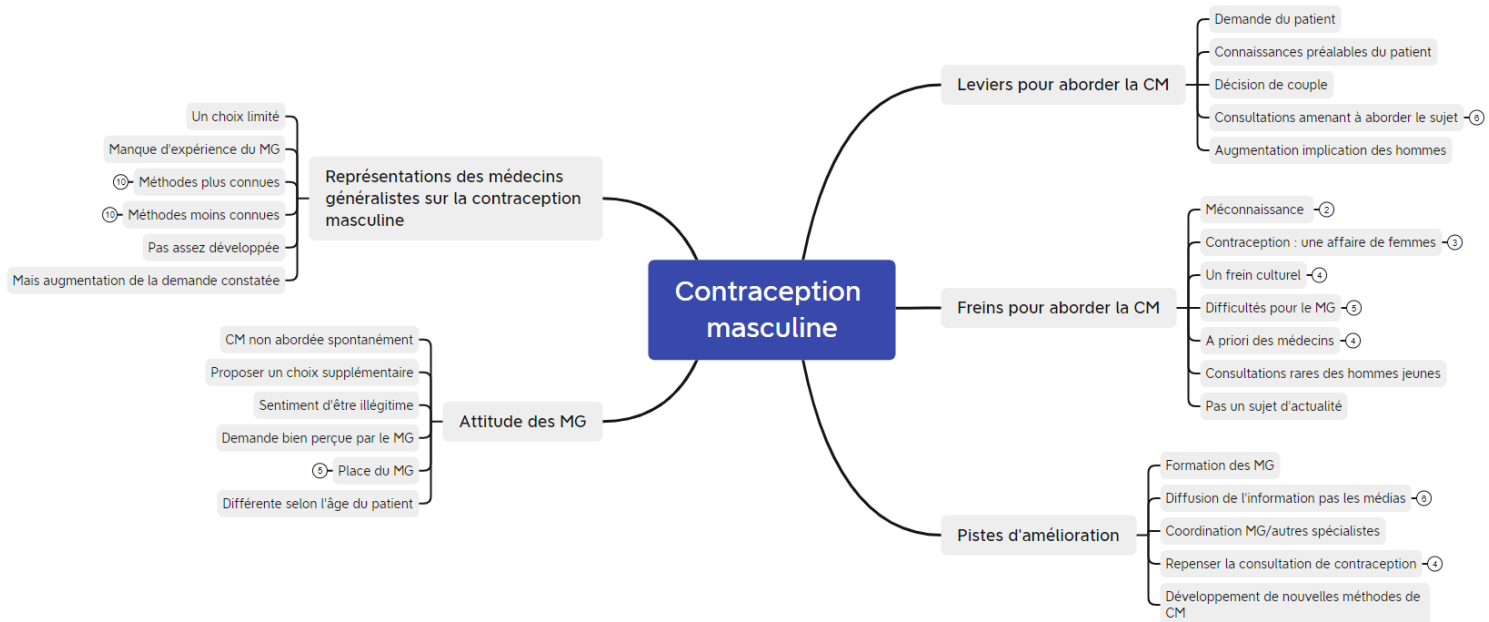 Contraception
masculine
Représentations des médecins
généralistes sur la contraception
masculine
Un choix limité
Manque d'expérience du MG
10
Méthodes plus connues
10
Méthodes moins connues
Pas assez développée
Mais augmentation de la demande constatée
Attitude des MG
CM non abordée spontanément
Proposer un choix supplémentaire
Sentiment d'être illégitime
Demande bien perçue par le MG
5
Place du MG
Différente selon l'âge du patient
Leviers pour aborder la CM
Demande du patient
Connaissances préalables du patient
Décision de couple
Consultations amenant à aborder le sujet
6
Augmentation implication des hommes
Freins pour aborder la CM
Méconnaissance
2
Contraception : une affaire de femmes
3
Un frein culturel
4
Difficultés pour le MG
5
A priori des médecins
4
Consultations rares des hommes jeunes
Pas un sujet d'actualité
Pistes d'amélioration
Formation des MG
Diffusion de l'information pas les médias
6
Coordination MG/autres spécialistes
Repenser la consultation de contraception
4
Développement de nouvelles méthodes de
CM